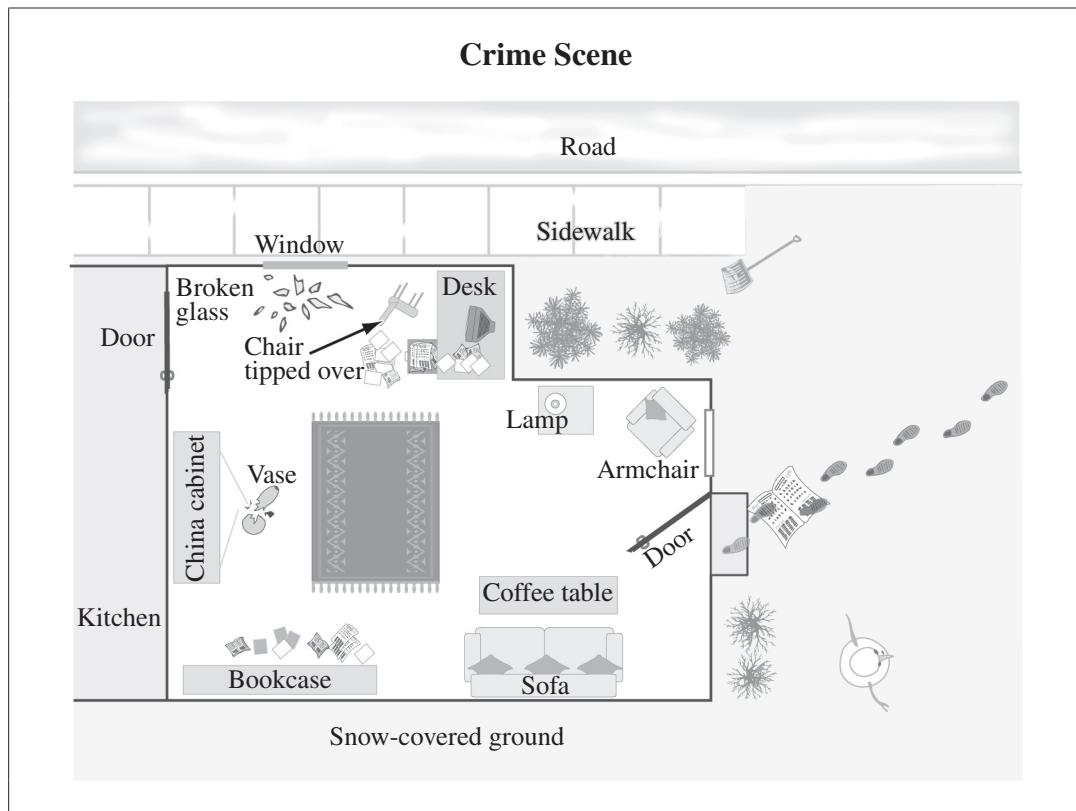 Crime Scene
Road
Sidewalk
Window
Broken
glass
Desk
Door
Chair
tipped over
Lamp
Armchair
China cabinet
Vase
Door
Coffee table
Kitchen
Bookcase
Sofa
Snow-covered ground